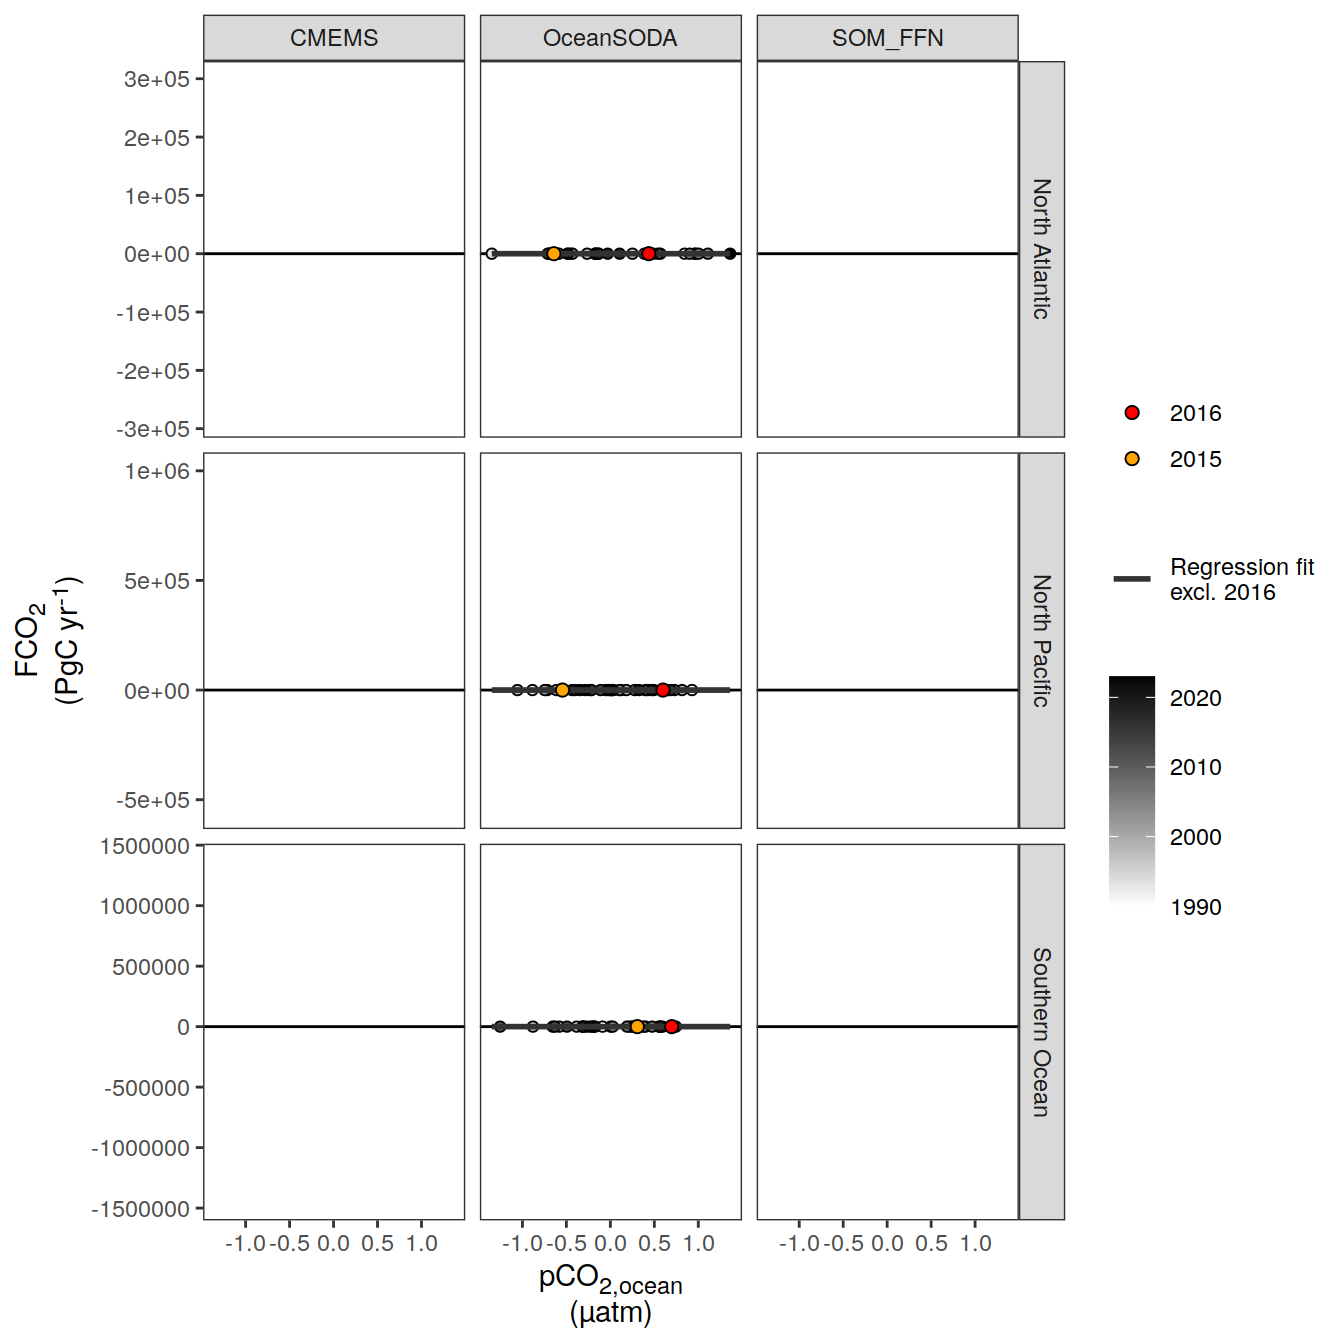 CMEMS
OceanSODA
SOM_FFN
3e+05
2e+05
1e+05
0e+00
-1e+05
-2e+05
-3e+05
North Atlantic
1e+06
5e+05
0e+00
-5e+05
North Pacific
1500000
1000000
500000
0
-500000
-1000000
-1500000
Southern Ocean
-1.0 -0.5 0.0 0.5 1.0
-1.0 -0.5 0.0 0.5 1.0
-1.0 -0.5 0.0 0.5 1.0
pCO2,ocean
(µatm)
FCO2
(PgC yr-1)
2016
2015
Regression fit
excl. 2016
2020
2010
2000
1990